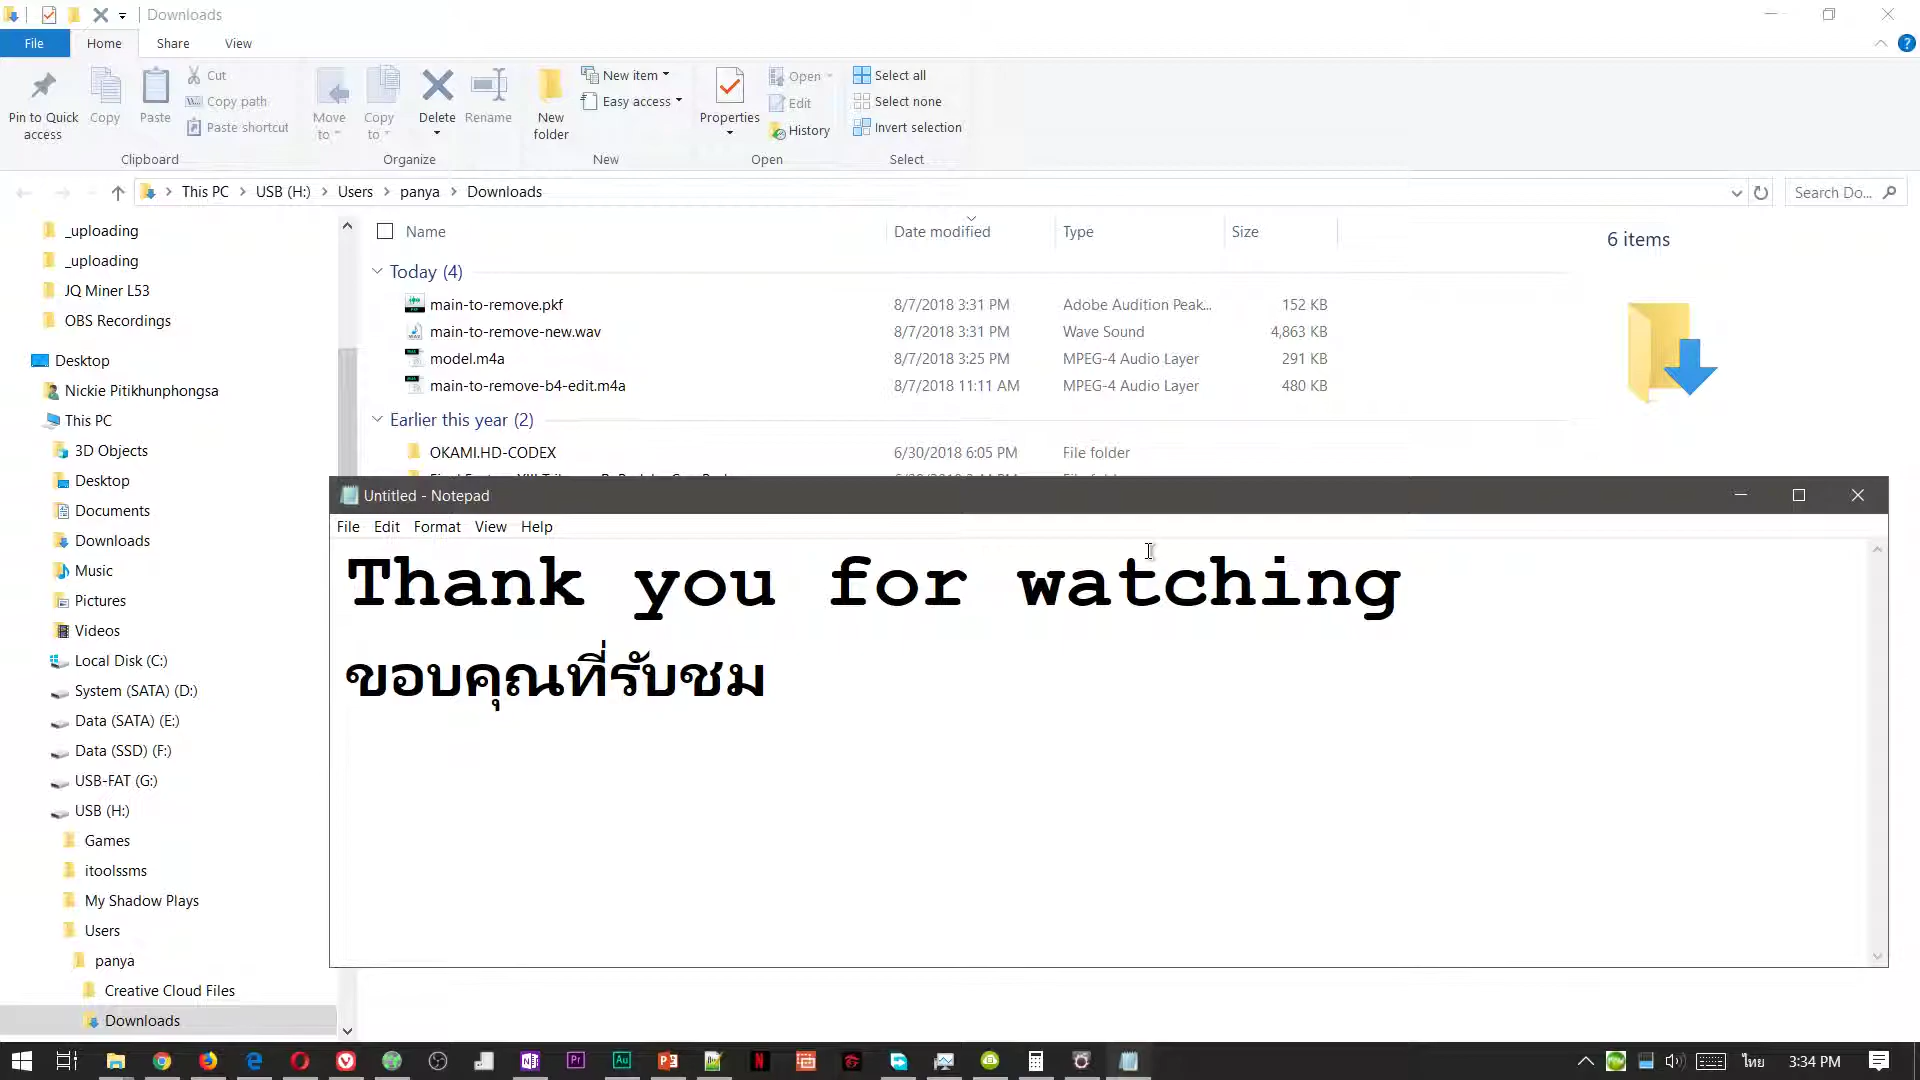 Downloads
File Home Share View
Pin to Quick access
Copy
Paste
Cut
Copy path
Paste shortcut
Clipboard
Move to
Copy to
Delete
Rename
Organize
New folder
New item
Easy access
New
Properties
Open
Edit
History
Open
Select all
Select none
Invert selection
Select
This PC USB (H:) Users panya Downloads
Search Do...
_uploading
_uploading
JQ Miner L53
OBS Recordings
Desktop
Nickie Pitikhunphongsa
This PC
3D Objects
Desktop
Documents
Downloads
Music
Pictures
Videos
Local Disk (C:)
System (SATA) (D:)
Data (SATA) (E:)
Data (SSD) (F:)
USB-FAT (G:)
USB (H:)
Games
itoolssms
My Shadow Plays
Users
panya
Creative Cloud Files
Downloads
Name Date modified Type Size
Today (4)
main-to-remove.pkf 8/7/2018 3:31 PM Adobe Audition Peak... 152 KB
main-to-remove-new.wav 8/7/2018 3:31 PM Wave Sound 4,863 KB
model.m4a 8/7/2018 3:25 PM MPEG-4 Audio Layer 291 KB
main-to-remove-b4-edit.m4a 8/7/2018 11:11 AM MPEG-4 Audio Layer 480 KB
Earlier this year (2)
OKAMI.HD-CODEX 6/30/2018 6:05 PM File folder
6 items
Untitled - Notepad
File Edit Format View Help
Thank you for watching
ขอบคุณที่รับชม
ไทย 3:34 PM